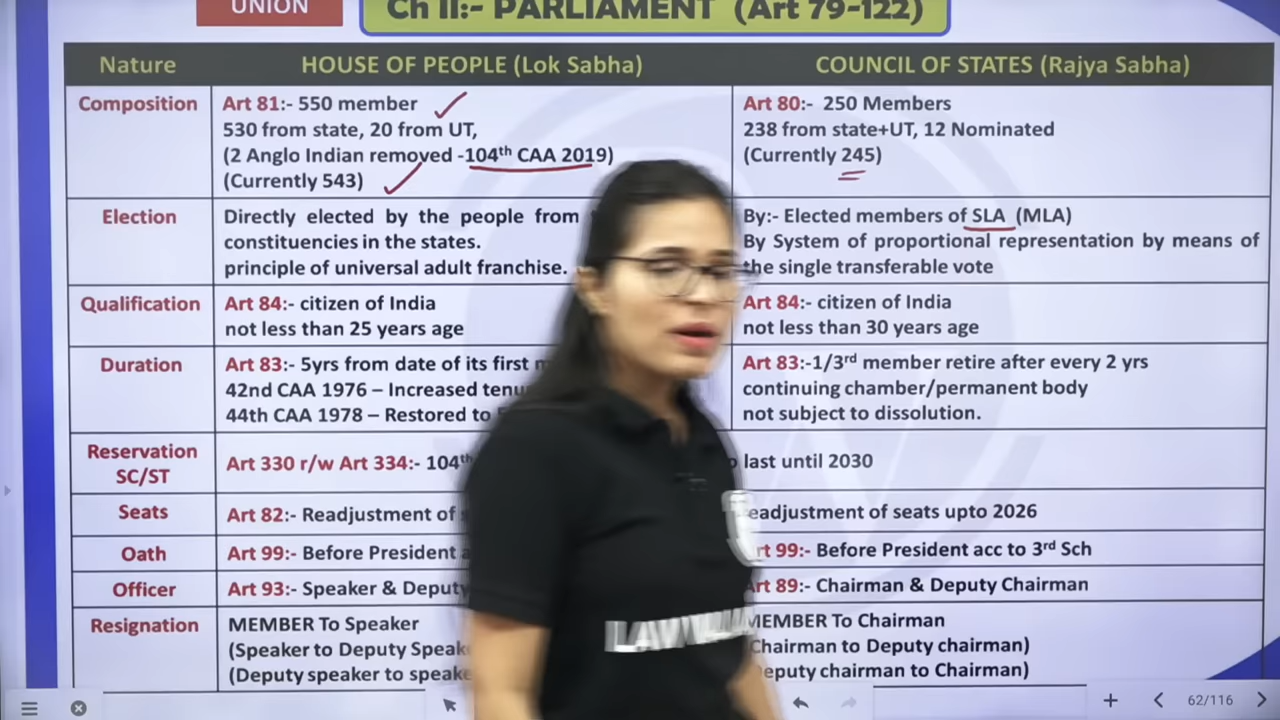 UNION
Ch II:- PARLIAMENT (Art 79-122)
Nature
HOUSE OF PEOPLE (Lok Sabha)
COUNCIL OF STATES (Rajya Sabha)
Composition
Art 81:- 550 member
530 from state, 20 from UT,
(2 Anglo Indian removed -104th CAA 2019)
(Currently 543)
Art 80:- 250 Members
238 from state+UT, 12 Nominated
(Currently 245)
Election
Directly elected by the people from
constituencies in the states.
principle of universal adult franchise.
By:- Elected members of SLA (MLA)
By System of proportional representation by means of
the single transferable vote
Qualification
Art 84:- citizen of India
not less than 25 years age
Art 84:- citizen of India
not less than 30 years age
Duration
Art 83:- 5yrs from date of its first
42nd CAA 1976 – Increased
44th CAA 1978 – Restored to
Art 83:-1/3rd member retire after every 2 yrs
continuing chamber/permanent body
not subject to dissolution.
Reservation
SC/ST
Art 330 r/w Art 334:- 104th
last until 2030
Seats
Art 82:- Readjustment of
eadjustment of seats upto 2026
Oath
Art 99:- Before President
rt 99:- Before President acc to 3rd Sch
Officer
Art 93:- Speaker & Deputy
Art 89:- Chairman & Deputy Chairman
Resignation
MEMBER To Speaker
(Speaker to Deputy Speak
(Deputy speaker to speake
MEMBER To Chairman
Chairman to Deputy chairman)
eputy chairman to Chairman)
62/116